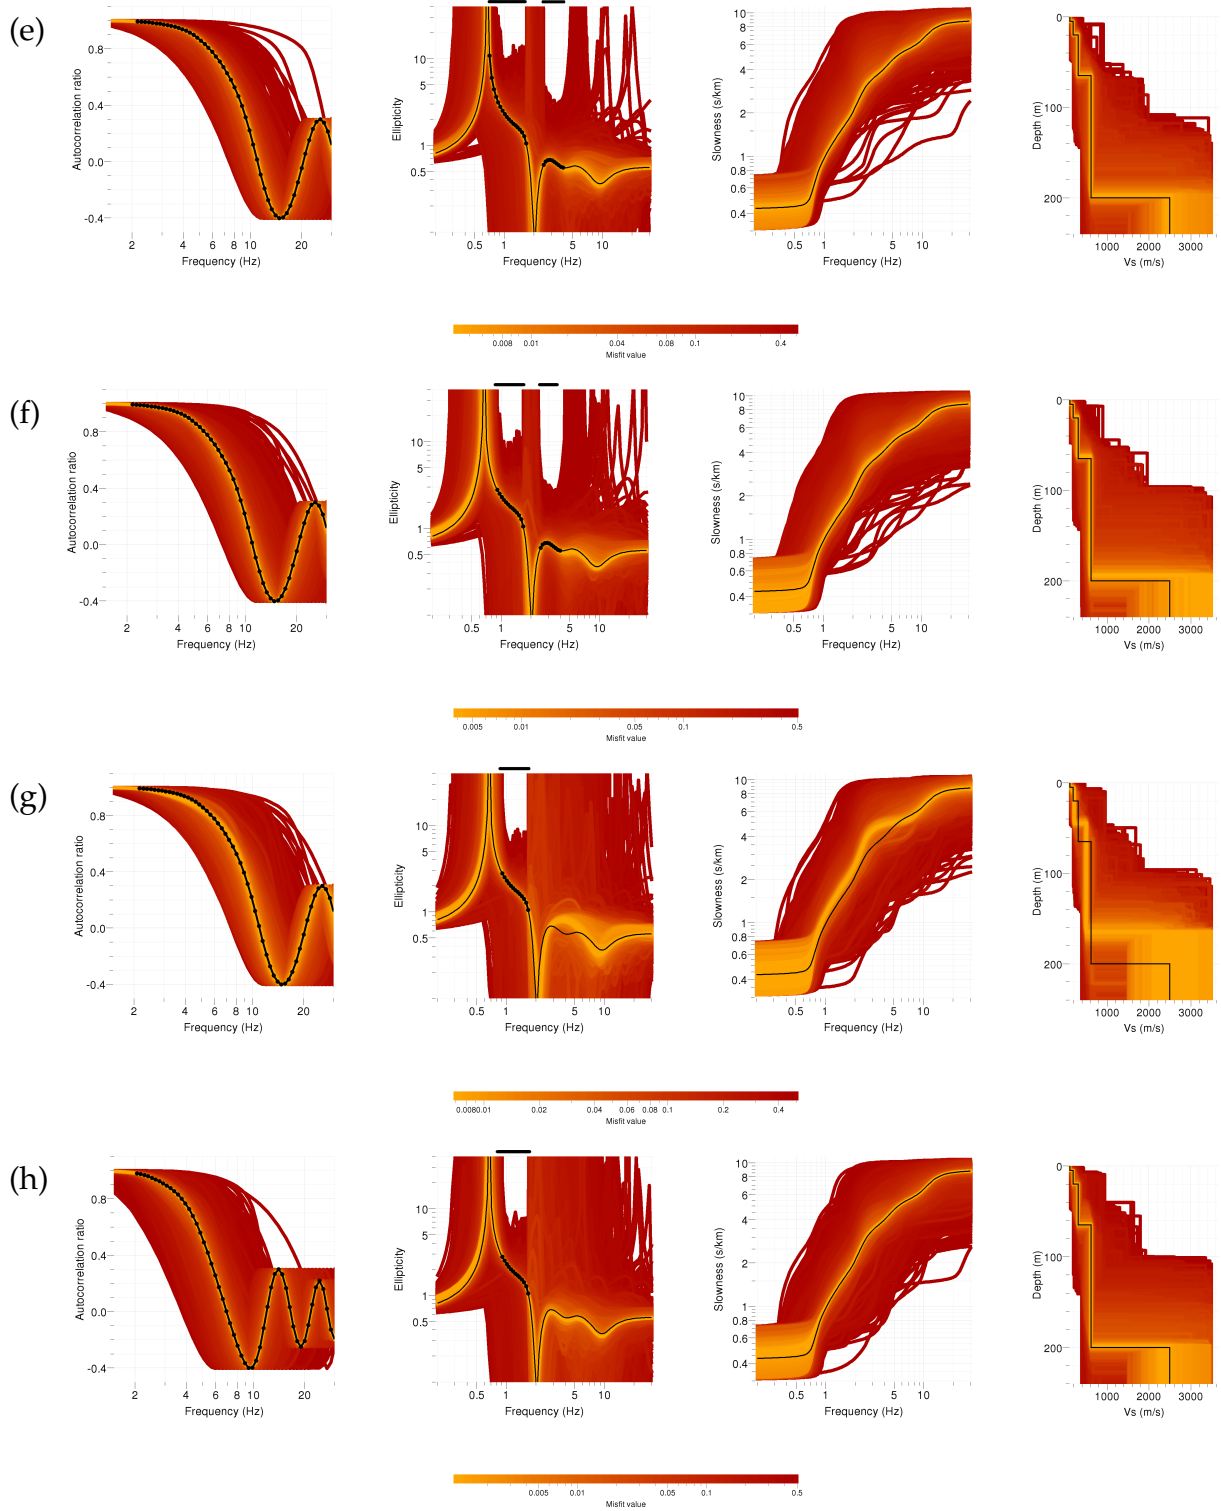 (e)
0.8
0.4
0.0
-0.4
Autocorrelation ratio
2 4 6 8 10 20
Frequency (Hz)
10
5
1
0.5
Ellipticity
0.5 1 5 10
Frequency (Hz)
10
8
6
4
2
1
0.8
0.6
0.4
Slowness (s/km)
0.5 1 5 10
Frequency (Hz)
0
100
200
Depth (m)
1000 2000 3000
Vs (m/s)
0.008 0.01 0.02 0.04 0.08 0.1 0.2 0.4
Misfit value
(f)
0.8
0.4
0.0
-0.4
Autocorrelation ratio
2 4 6 8 10 20
Frequency (Hz)
10
5
1
0.5
Ellipticity
0.5 1 5 10
Frequency (Hz)
10
8
6
4
2
1
0.8
0.6
0.4
Slowness (s/km)
0.5 1 5 10
Frequency (Hz)
0
100
200
Depth (m)
1000 2000 3000
Vs (m/s)
0.005 0.01 0.05 0.1 0.5
Misfit value
(g)
0.8
0.4
0.0
-0.4
Autocorrelation ratio
2 4 6 8 10 20
Frequency (Hz)
10
5
1
0.5
Ellipticity
0.5 1 5 10
Frequency (Hz)
10
8
6
4
2
1
0.8
0.6
0.4
Slowness (s/km)
0.5 1 5 10
Frequency (Hz)
0
100
200
Depth (m)
1000 2000 3000
Vs (m/s)
0.008 0.01 0.02 0.04 0.06 0.08 0.1 0.2 0.4
Misfit value
(h)
0.8
0.4
0.0
-0.4
Autocorrelation ratio
2 4 6 8 10 20
Frequency (Hz)
10
5
1
0.5
Ellipticity
0.5 1 5 10
Frequency (Hz)
10
8
6
4
2
1
0.8
0.6
0.4
Slowness (s/km)
0.5 1 5 10
Frequency (Hz)
0
100
200
Depth (m)
1000 2000 3000
Vs (m/s)
0.005 0.01 0.05 0.1 0.5
Misfit value